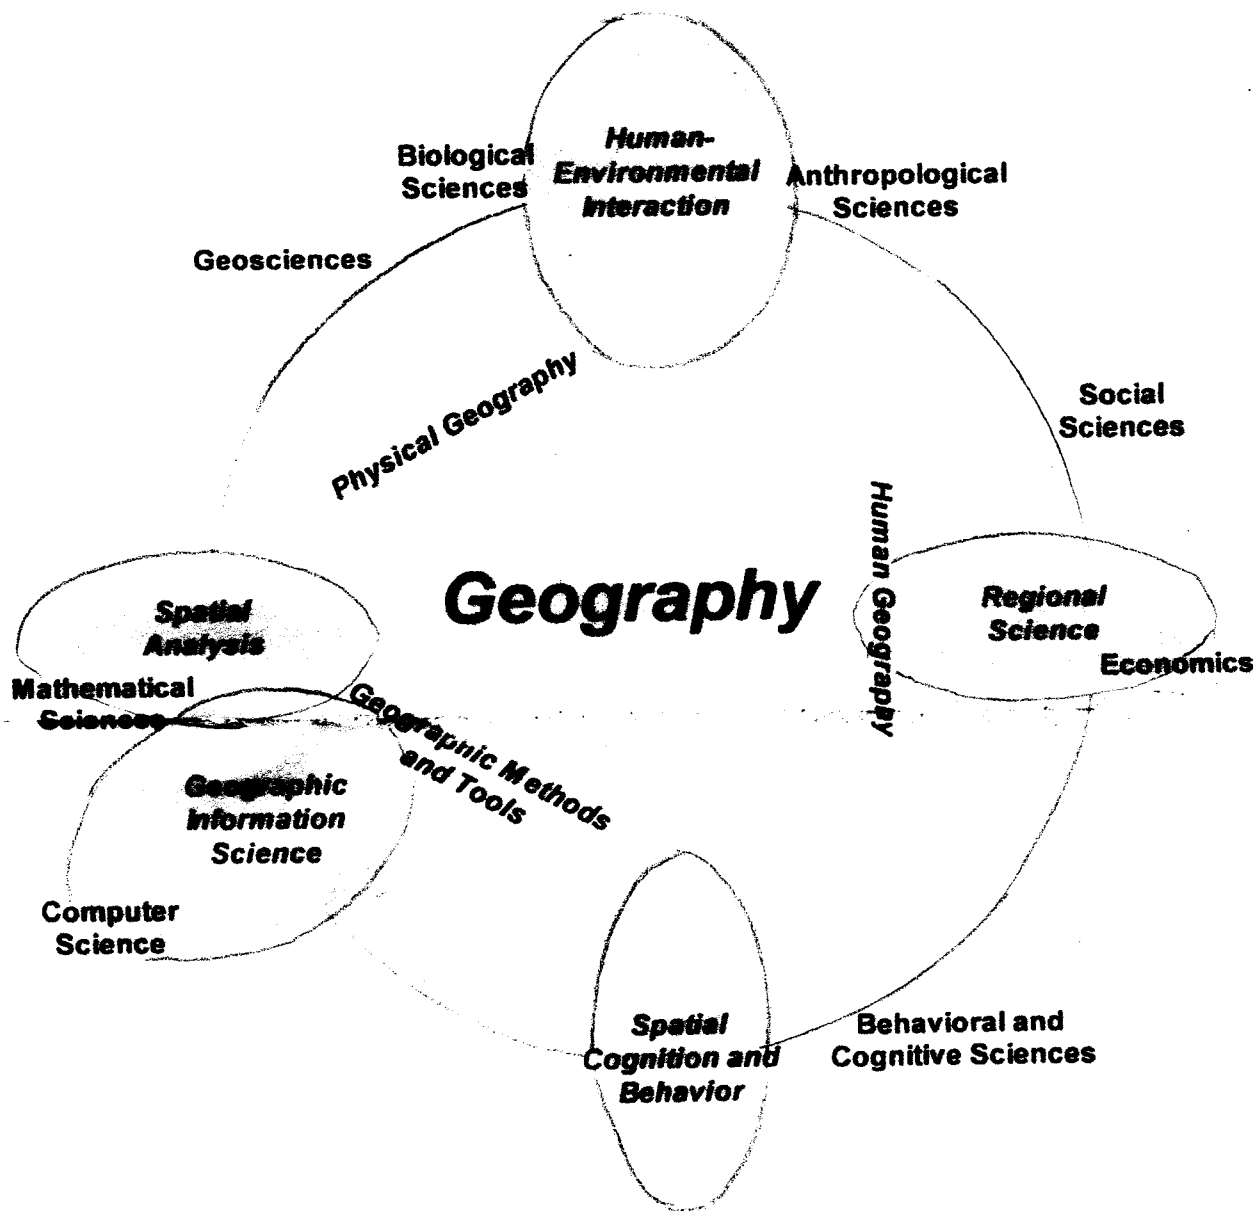 Human-
Environmental
Interaction
Biological
Sciences
Anthropological
Sciences
Geosciences
Physical Geography
Social
Sciences
Human Geography
Geography
Spatial
Analysis
Regional
Science
Economics
Mathematical
Sciences
Geographic Methods
and Tools
Geographic
Information
Science
Computer
Science
Spatial
Cognition and
Behavior
Behavioral and
Cognitive Sciences